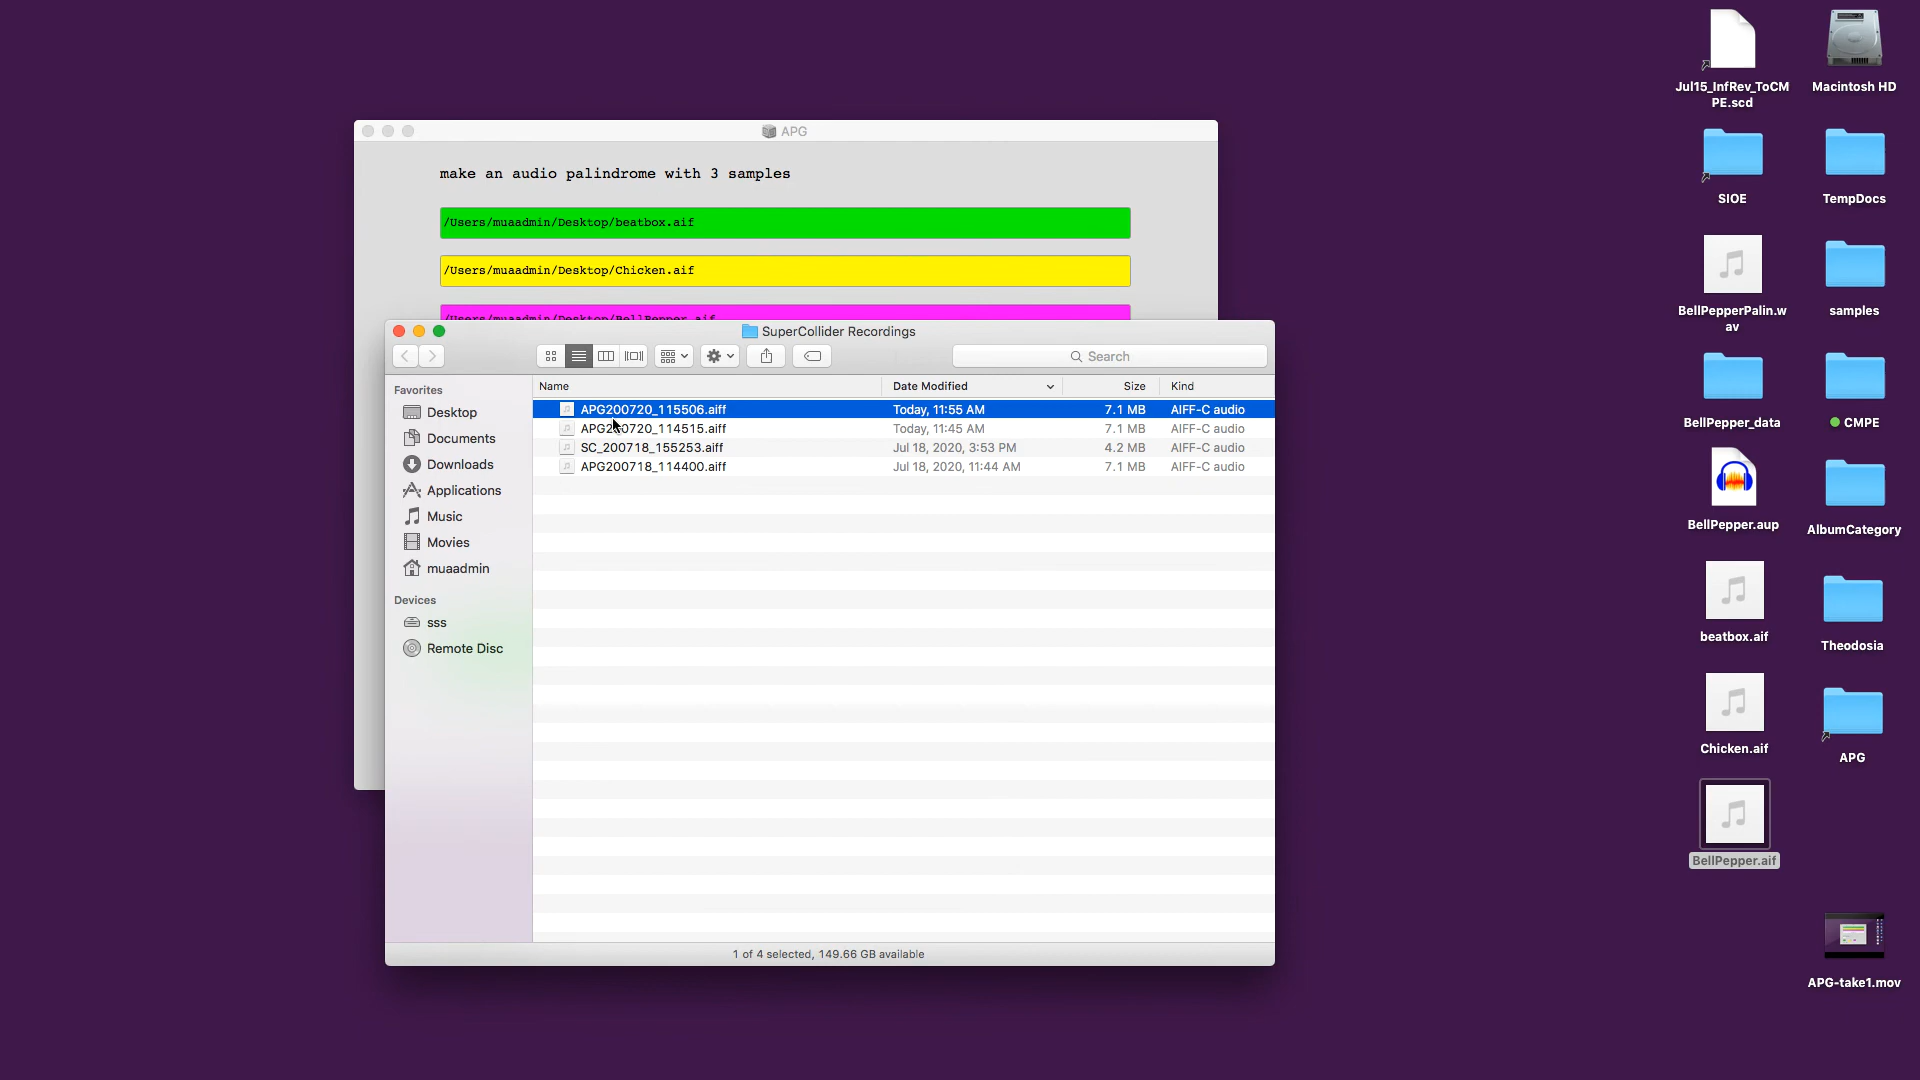 APG
make an audio palindrome with 3 samples
/Users/muaadmin/Desktop/beatbox.aif
/Users/muaadmin/Desktop/Chicken.aif
/Users/muaadmin/Desktop/BellPepper.aif
SuperCollider Recordings
Search
Favorites
Desktop
Documents
Downloads
Applications
Music
Movies
muaadmin
Devices
sss
Remote Disc
Name Date Modified Size Kind
APG200720_115506.aiff Today, 11:55 AM 7.1 MB AIFF-C audio
APG200720_114515.aiff Today, 11:45 AM 7.1 MB AIFF-C audio
SC_200718_155253.aiff Jul 18, 2020, 3:53 PM 4.2 MB AIFF-C audio
APG200718_114400.aiff Jul 18, 2020, 11:44 AM 7.1 MB AIFF-C audio
1 of 4 selected, 149.66 GB available
Jul15_InfRev_ToCM
PE.scd
Macintosh HD
SIOE
TempDocs
BellPepperPalin.w
av
samples
BellPepper_data
CMPE
BellPepper.aup
AlbumCategory
beatbox.aif
Theodosia
Chicken.aif
APG
BellPepper.aif
APG-take1.mov